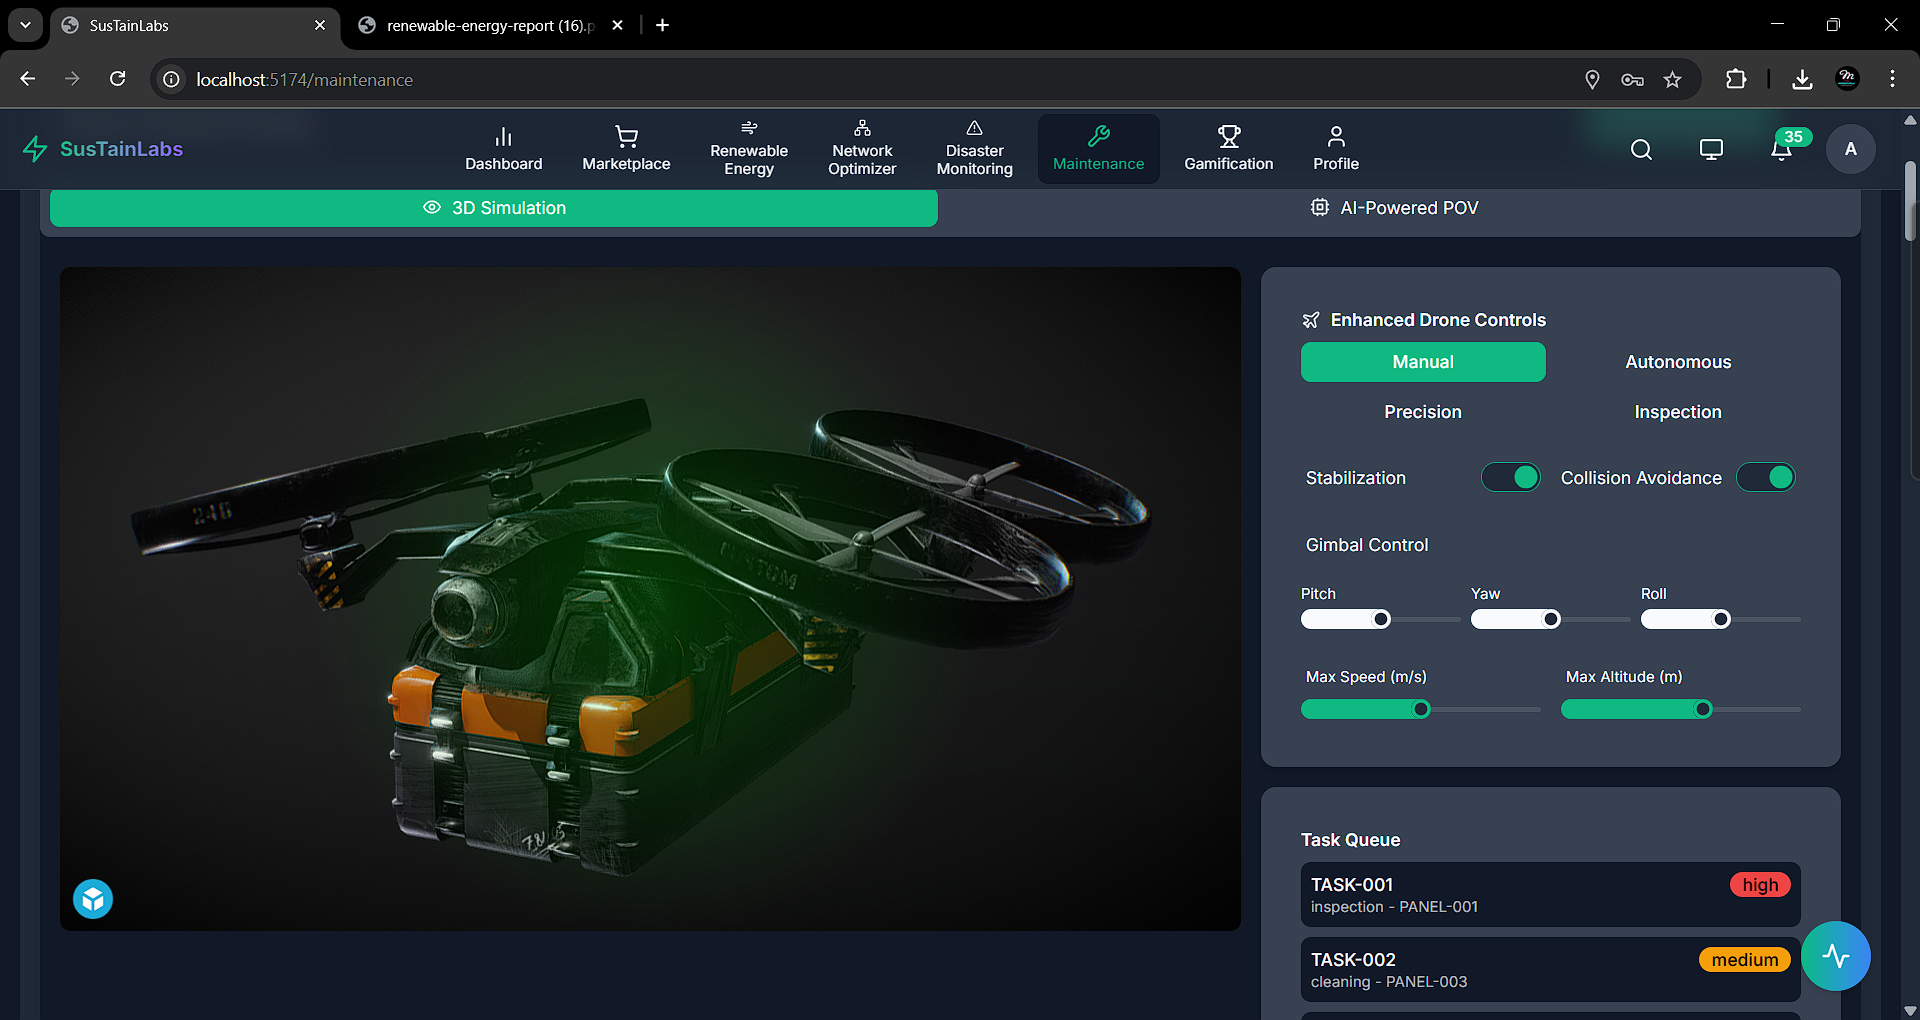 SusTainLabs
renewable-energy-report (16).p
localhost:5174/maintenance
SusTainLabs
Dashboard
Marketplace
Renewable
Energy
Network
Optimizer
Disaster
Monitoring
Maintenance
Gamification
Profile
35
A
3D Simulation
AI-Powered POV
246
Enhanced Drone Controls
Manual
Autonomous
Precision
Inspection
Stabilization
Collision Avoidance
Gimbal Control
Pitch
Yaw
Roll
Max Speed (m/s)
Max Altitude (m)
Task Queue
TASK-001
high
inspection - PANEL-001
TASK-002
medium
cleaning - PANEL-003